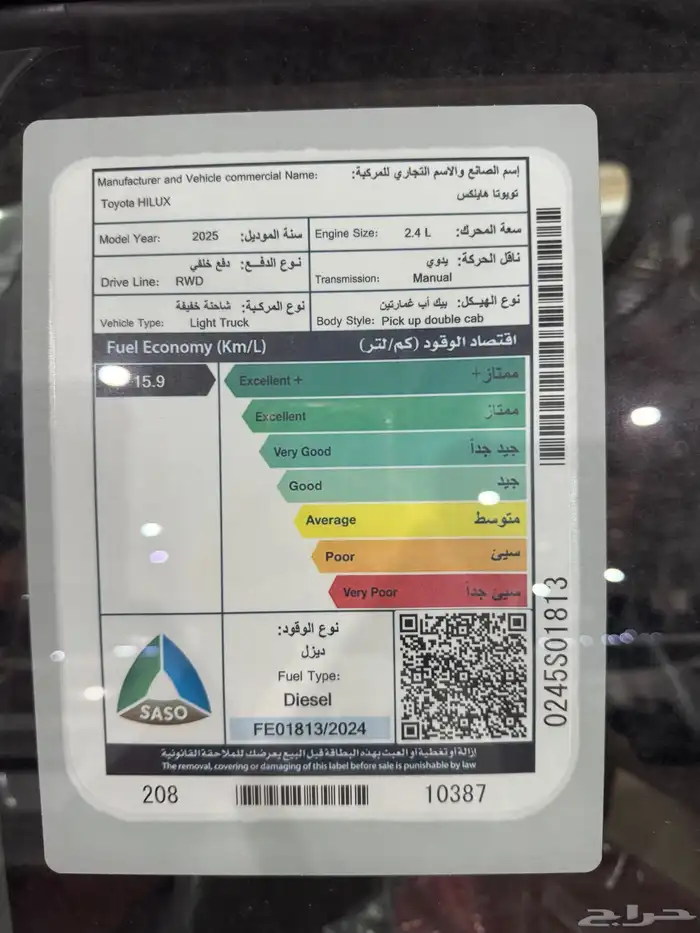 Manufacturer and Vehicle commercial Name: إسم الصانع والاسم التجاري للمركبة:
Toyota HILUX تويوتا هايلكس
Model Year: 2025 سنة الموديل: Engine Size: 2.4 L سعة المحرك:
نوع الدفع: دفع خلفي ناقل الحركة: يدوي
Drive Line: RWD Transmission: Manual
نوع المركبة: شاحنة خفيفة نوع الهيكل: بيك أب غمارتين
Vehicle Type: Light Truck Body Style: Pick up double cab
Fuel Economy (Km/L) اقتصاد الوقود (كم/لتر)
15.9 Excellent + ممتاز+
Excellent ممتاز
Very Good جيد جداً
Good جيد
Average متوسط
Poor سيئ
Very Poor سيئ جداً
نوع الوقود:
ديزل
Fuel Type:
Diesel
FE01813/2024
SASO
0245S01813
إزالة أو تغطية أو العبث بهذه البطاقة قبل البيع يعرضك للملاحقة القانونية
The removal, covering or damaging of this label before sale is punishable by law
208 10387
حراج